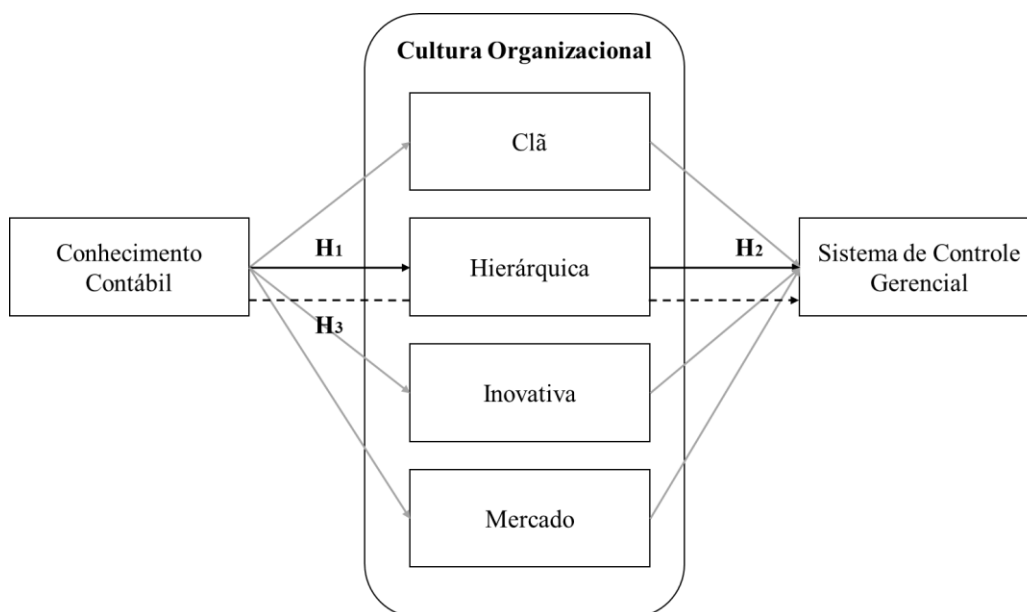 Cultura Organizacional
Clã
Conhecimento
Contábil
H1
Hierárquica
H2
Sistema de Controle
Gerencial
H3
Inovativa
Mercado